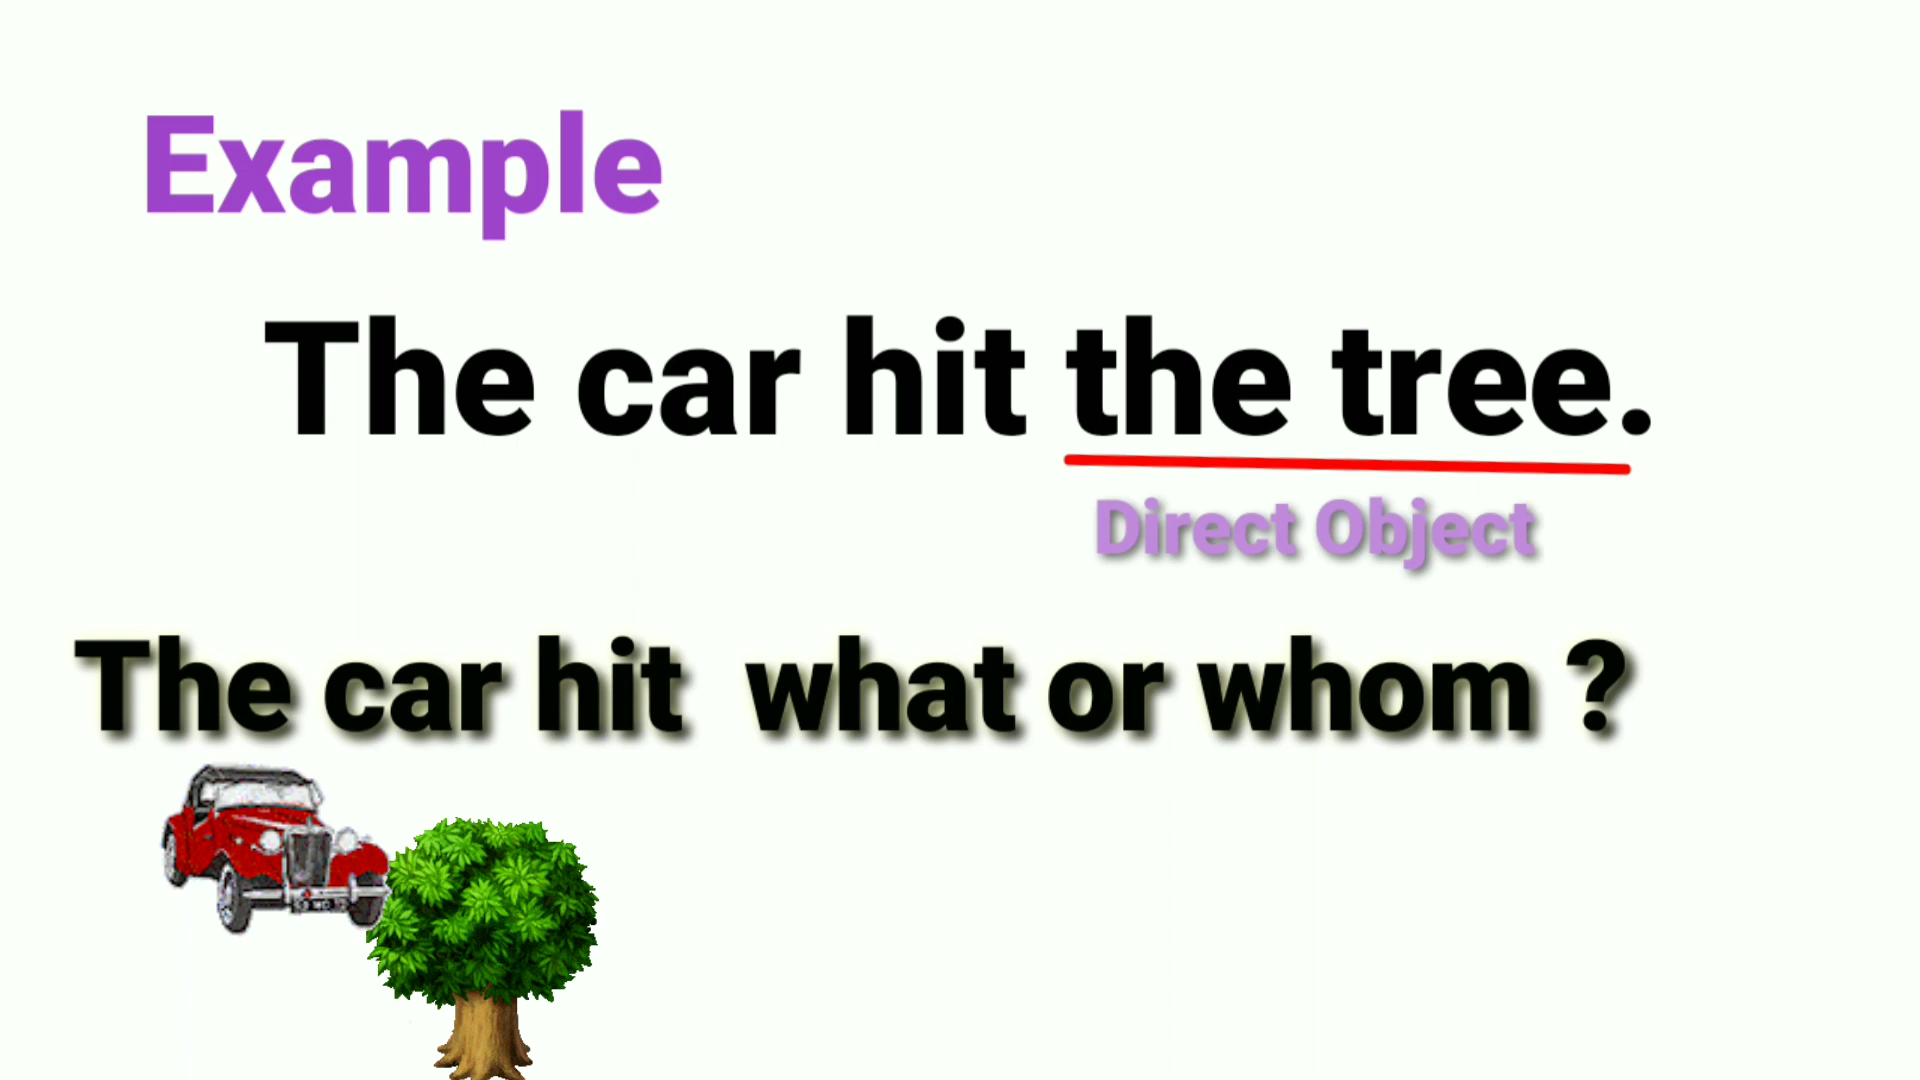 Example
The car hit the tree.
Direct Object
The car hit what or whom ?